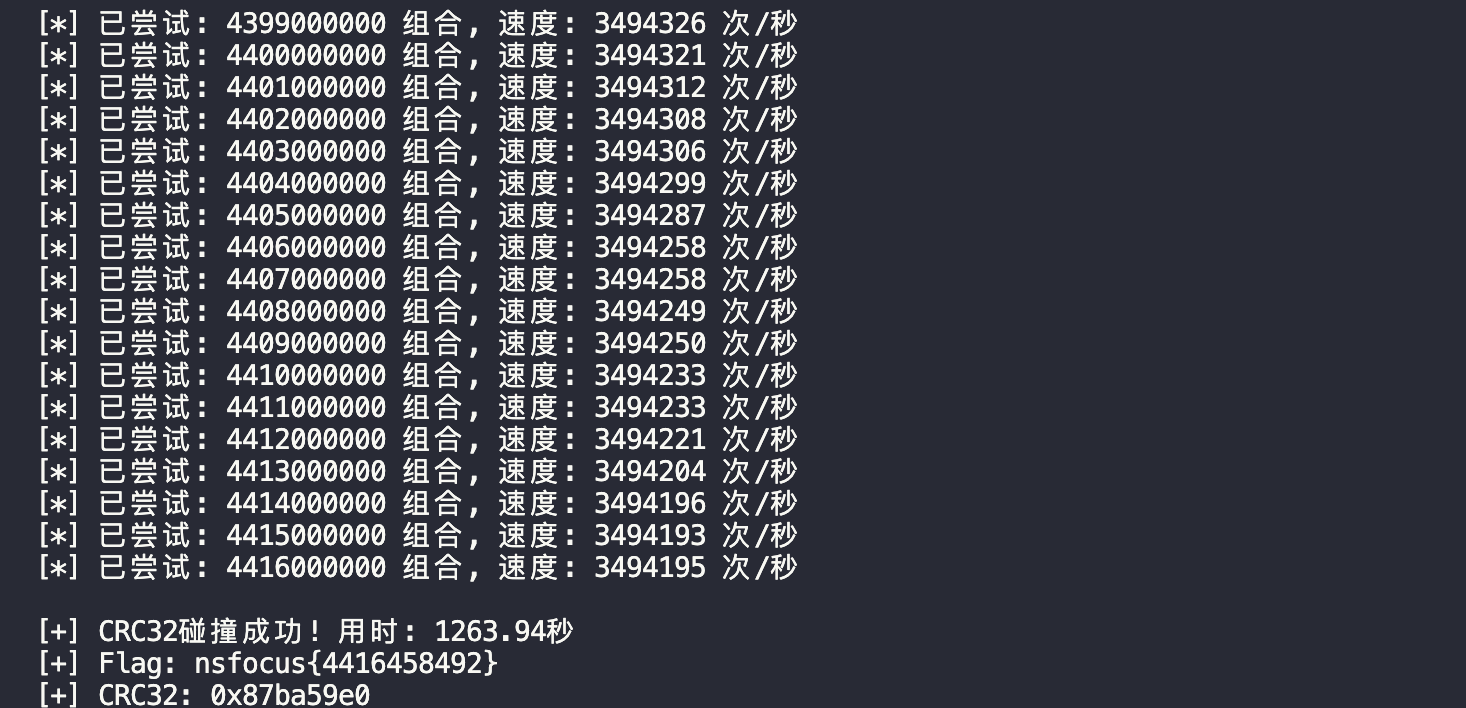 [*] 已尝试: 4399000000 组合, 速度: 3494326 次/秒
[*] 已尝试: 4400000000 组合, 速度: 3494321 次/秒
[*] 已尝试: 4401000000 组合, 速度: 3494312 次/秒
[*] 已尝试: 4402000000 组合, 速度: 3494308 次/秒
[*] 已尝试: 4403000000 组合, 速度: 3494306 次/秒
[*] 已尝试: 4404000000 组合, 速度: 3494299 次/秒
[*] 已尝试: 4405000000 组合, 速度: 3494287 次/秒
[*] 已尝试: 4406000000 组合, 速度: 3494258 次/秒
[*] 已尝试: 4407000000 组合, 速度: 3494258 次/秒
[*] 已尝试: 4408000000 组合, 速度: 3494249 次/秒
[*] 已尝试: 4409000000 组合, 速度: 3494250 次/秒
[*] 已尝试: 4410000000 组合, 速度: 3494233 次/秒
[*] 已尝试: 4411000000 组合, 速度: 3494233 次/秒
[*] 已尝试: 4412000000 组合, 速度: 3494221 次/秒
[*] 已尝试: 4413000000 组合, 速度: 3494204 次/秒
[*] 已尝试: 4414000000 组合, 速度: 3494196 次/秒
[*] 已尝试: 4415000000 组合, 速度: 3494193 次/秒
[*] 已尝试: 4416000000 组合, 速度: 3494195 次/秒
[+] CRC32碰撞成功! 用时: 1263.94秒
[+] Flag: nsfocus{4416458492}
[+] CRC32: 0x87ba59e0